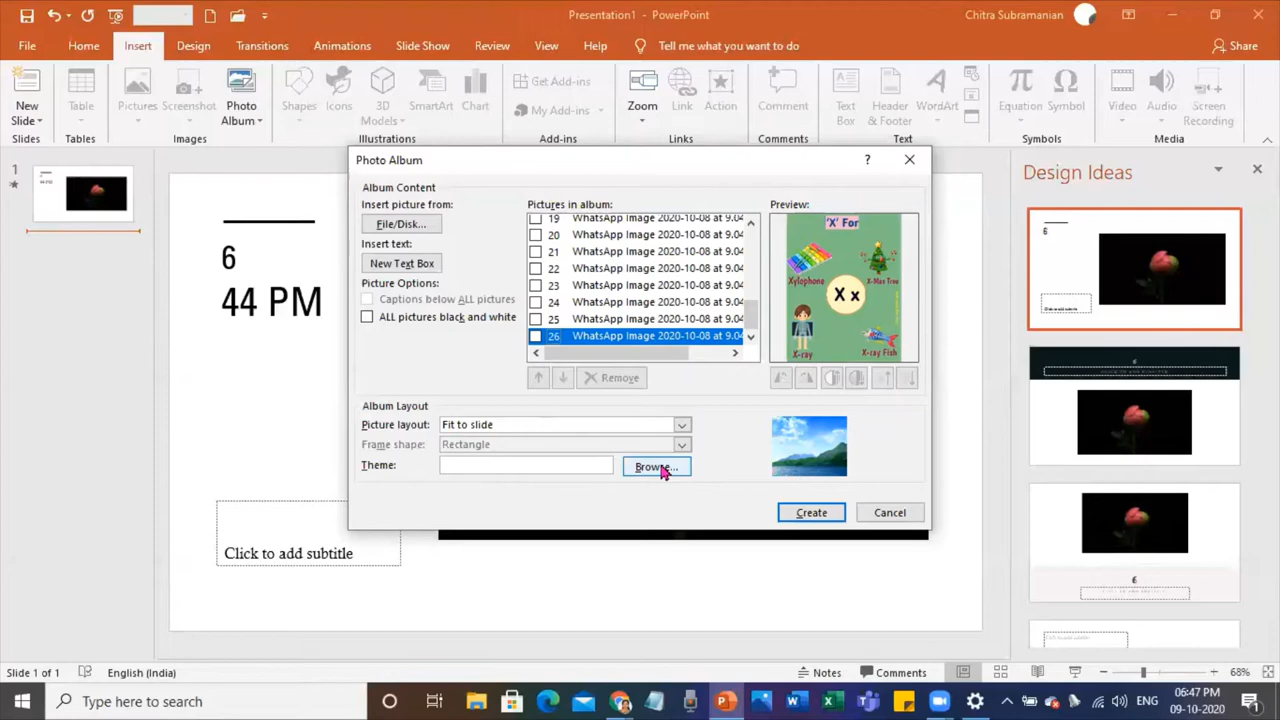 Presentation1 - PowerPoint
Chitra Subramanian
File
Home
Insert
Design
Transitions
Animations
Slide Show
Review
View
Help
Tell me what you want to do
Share
New Slide
Table
Pictures
Screenshot
Photo Album
Shapes
Icons
3D Models
SmartArt
Chart
Get Add-ins
My Add-ins
Zoom
Link
Action
Comment
Text Box
Header & Footer
WordArt
Equation
Symbol
Video
Audio
Screen Recording
Slides
Tables
Images
Illustrations
Add-ins
Links
Comments
Text
Symbols
Media
1
6
44 PM
Click to add subtitle
Photo Album
?
Album Content
Insert picture from:
File/Disk...
Insert text:
New Text Box
Picture Options:
Captions below ALL pictures
ALL pictures black and white
Pictures in album:
19 WhatsApp Image 2020-10-08 at 9.04
20 WhatsApp Image 2020-10-08 at 9.04
21 WhatsApp Image 2020-10-08 at 9.04
22 WhatsApp Image 2020-10-08 at 9.04
23 WhatsApp Image 2020-10-08 at 9.04
24 WhatsApp Image 2020-10-08 at 9.04
25 WhatsApp Image 2020-10-08 at 9.04
26 WhatsApp Image 2020-10-08 at 9.04
Remove
Preview:
'X' For
Xylophone
X-Mas Tree
X x
X-ray
X-ray Fish
Album Layout
Picture layout: Fit to slide
Frame shape: Rectangle
Theme:
Browse...
Create
Cancel
Design Ideas
6
6
6
Slide 1 of 1
English (India)
Notes
Comments
68%
Type here to search
ENG
06:47 PM
09-10-2020
1